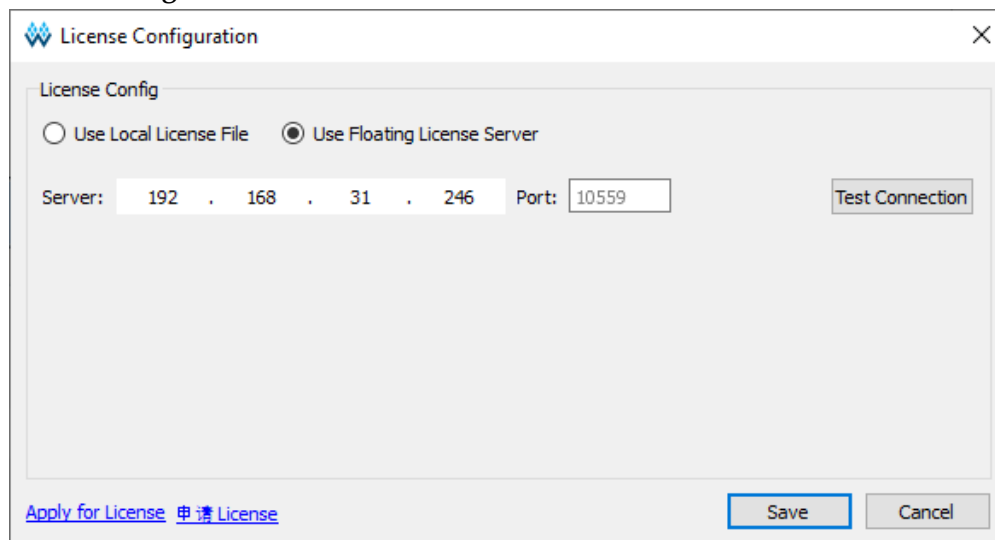 License Configuration
License Config
Use Local License File Use Floating License Server
Server: 192 . 168 . 31 . 246 Port: 10559 Test Connection
Apply for License 申请 License Save Cancel